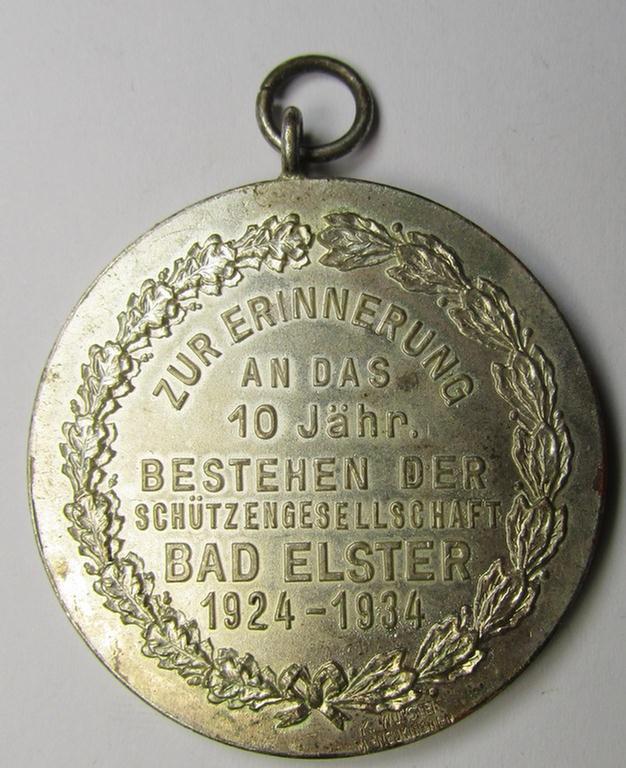 ZUR ERINNERUNG
AN DAS
10 Jähr.
BESTEHEN DER
SCHÜTZENGESELLSCHAFT
BAD ELSTER
1924-1934